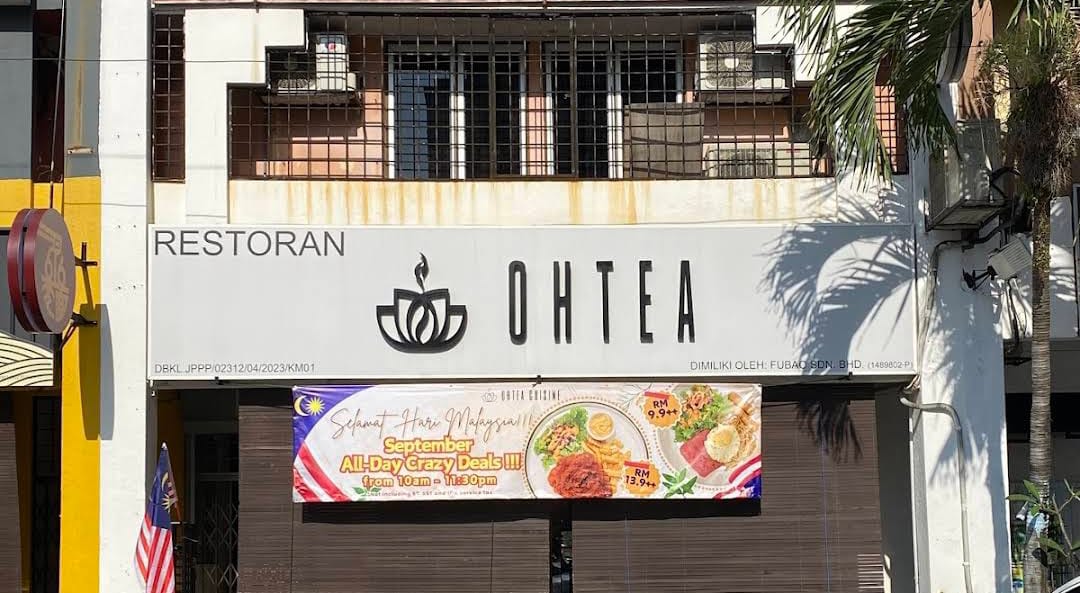 RESTORAN
OHTEA
DBKL.JPPP/02312/04/2023/KM01
DIMILIKI OLEH: FUBAO SDN. BHD. (1489802-P)
OHTEA CUISINE
Selamat Hari Malaysia!!!
September
All-Day Crazy Deals !!!
from 10am - 11:30pm
RM
9.9++
RM
13.9++